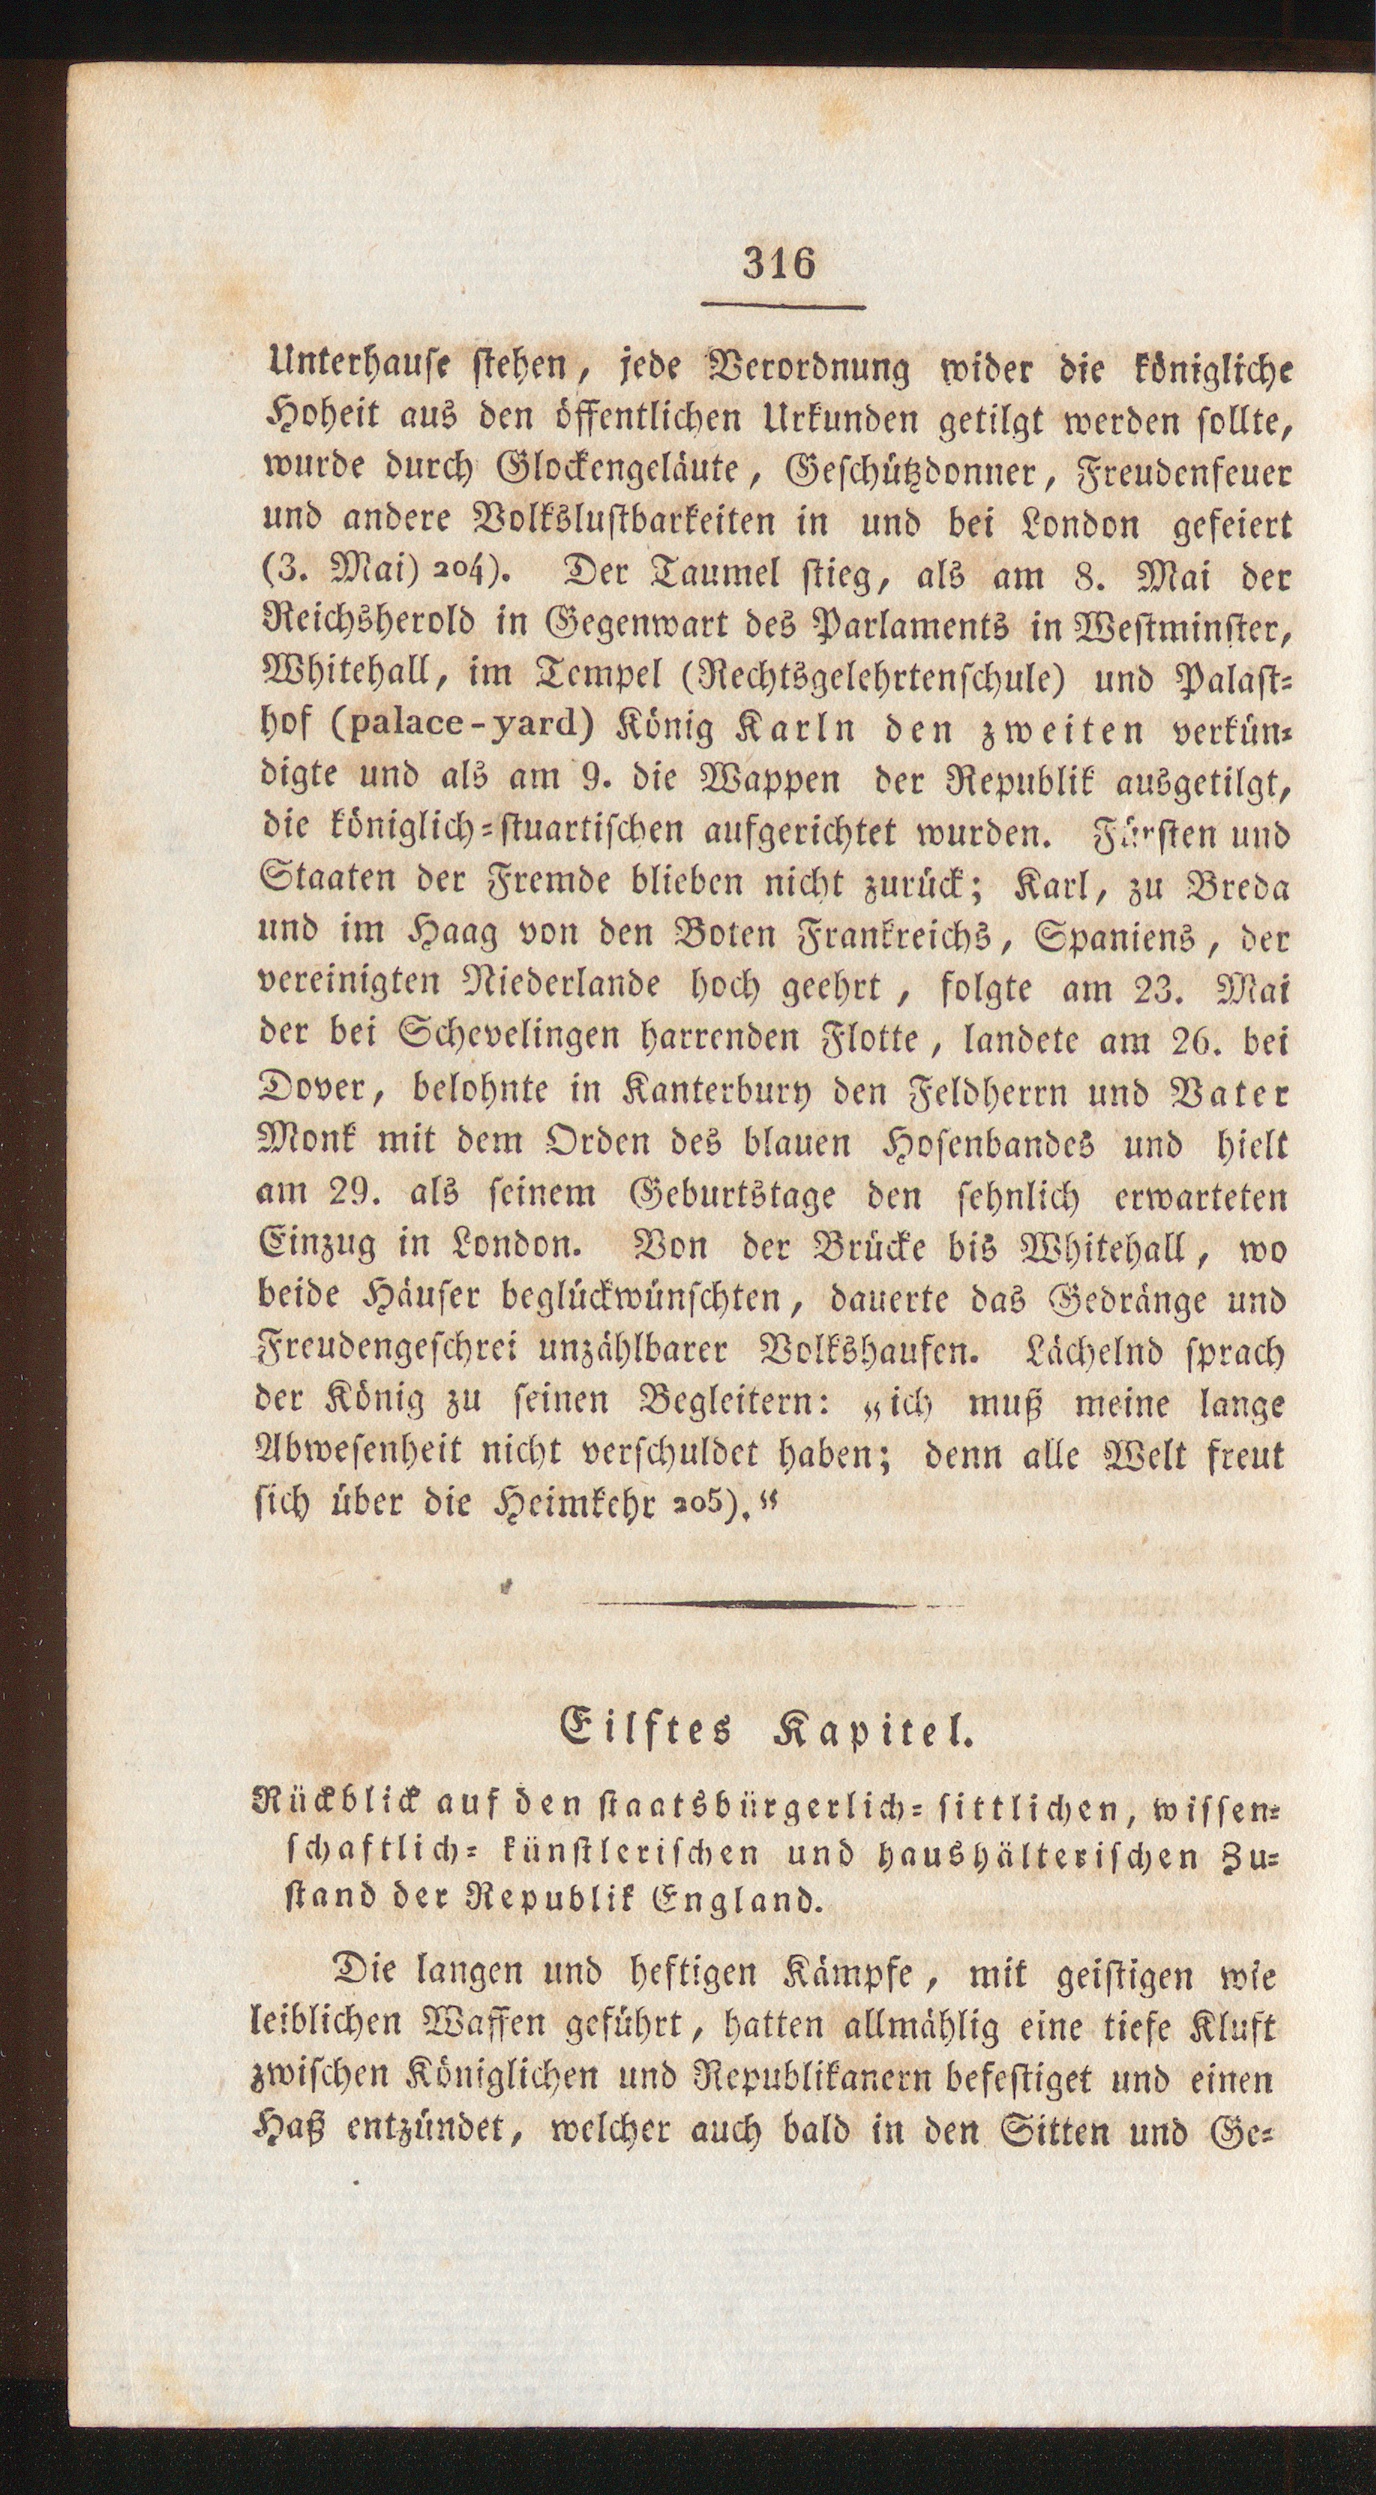 316
Unterhause stehen, jede Verordnung wider die königliche
Hoheit aus den öffentlichen Urkunden getilgt werden sollte,
wurde durch Glockengeläute, Geschützdonner, Freudenfeuer
und andere Volkslustbarkeiten in und bei London gefeiert
(3. Mai) 204). Der Taumel stieg, als am 8. Mai der
Reichsherold in Gegenwart des Parlaments in Westminster,
Whitehall, im Tempel (Rechtsgelehrtenschule) und Palast-
hof (palace-yard) König Karln den zweiten verkün-
digte und als am 9. die Wappen der Republik ausgetilgt,
die königlich-stuartischen aufgerichtet wurden. Fürsten und
Staaten der Fremde blieben nicht zurück; Karl, zu Breda
und im Haag von den Boten Frankreichs, Spaniens, der
vereinigten Niederlande hoch geehrt, folgte am 23. Mai
der bei Schevelingen harrenden Flotte, landete am 26. bei
Dover, belohnte in Kanterbury den Feldherrn und Vater
Monk mit dem Orden des blauen Hosenbandes und hielt
am 29. als seinem Geburtstage den sehnlich erwarteten
Einzug in London. Von der Brücke bis Whitehall, wo
beide Häuser beglückwünschten, dauerte das Gedränge und
Freudengeschrei unzählbarer Volkshaufen. Lächelnd sprach
der König zu seinen Begleitern: „ich muß meine lange
Abwesenheit nicht verschuldet haben; denn alle Welt freut
sich über die Heimkehr 205).“
Eilftes Kapitel.
Rückblick auf den staatsbürgerlich-sittlichen, wissen-
schaftlich-künstlerischen und haushälterischen Zu-
stand der Republik England.
Die langen und heftigen Kämpfe, mit geistigen wie
leiblichen Waffen geführt, hatten allmählig eine tiefe Kluft
zwischen Königlichen und Republikanern befestiget und einen
Haß entzündet, welcher auch bald in den Sitten und Ge-